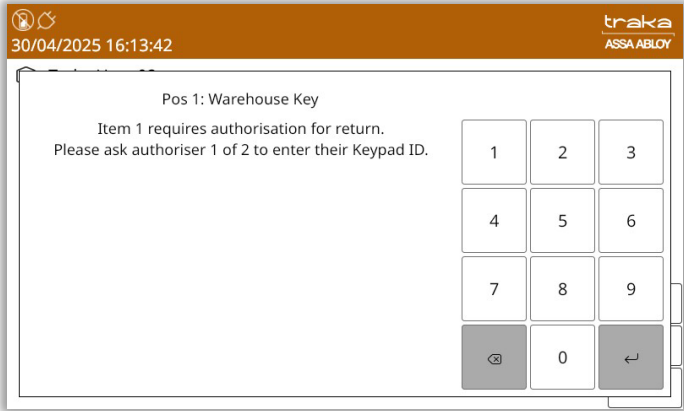 traka
30/04/2025 16:13:42
ASSA ABLOY
Pos 1: Warehouse Key
Item 1 requires authorisation for return.
Please ask authoriser 1 of 2 to enter their Keypad ID.
1 2 3
4 5 6
7 8 9
0